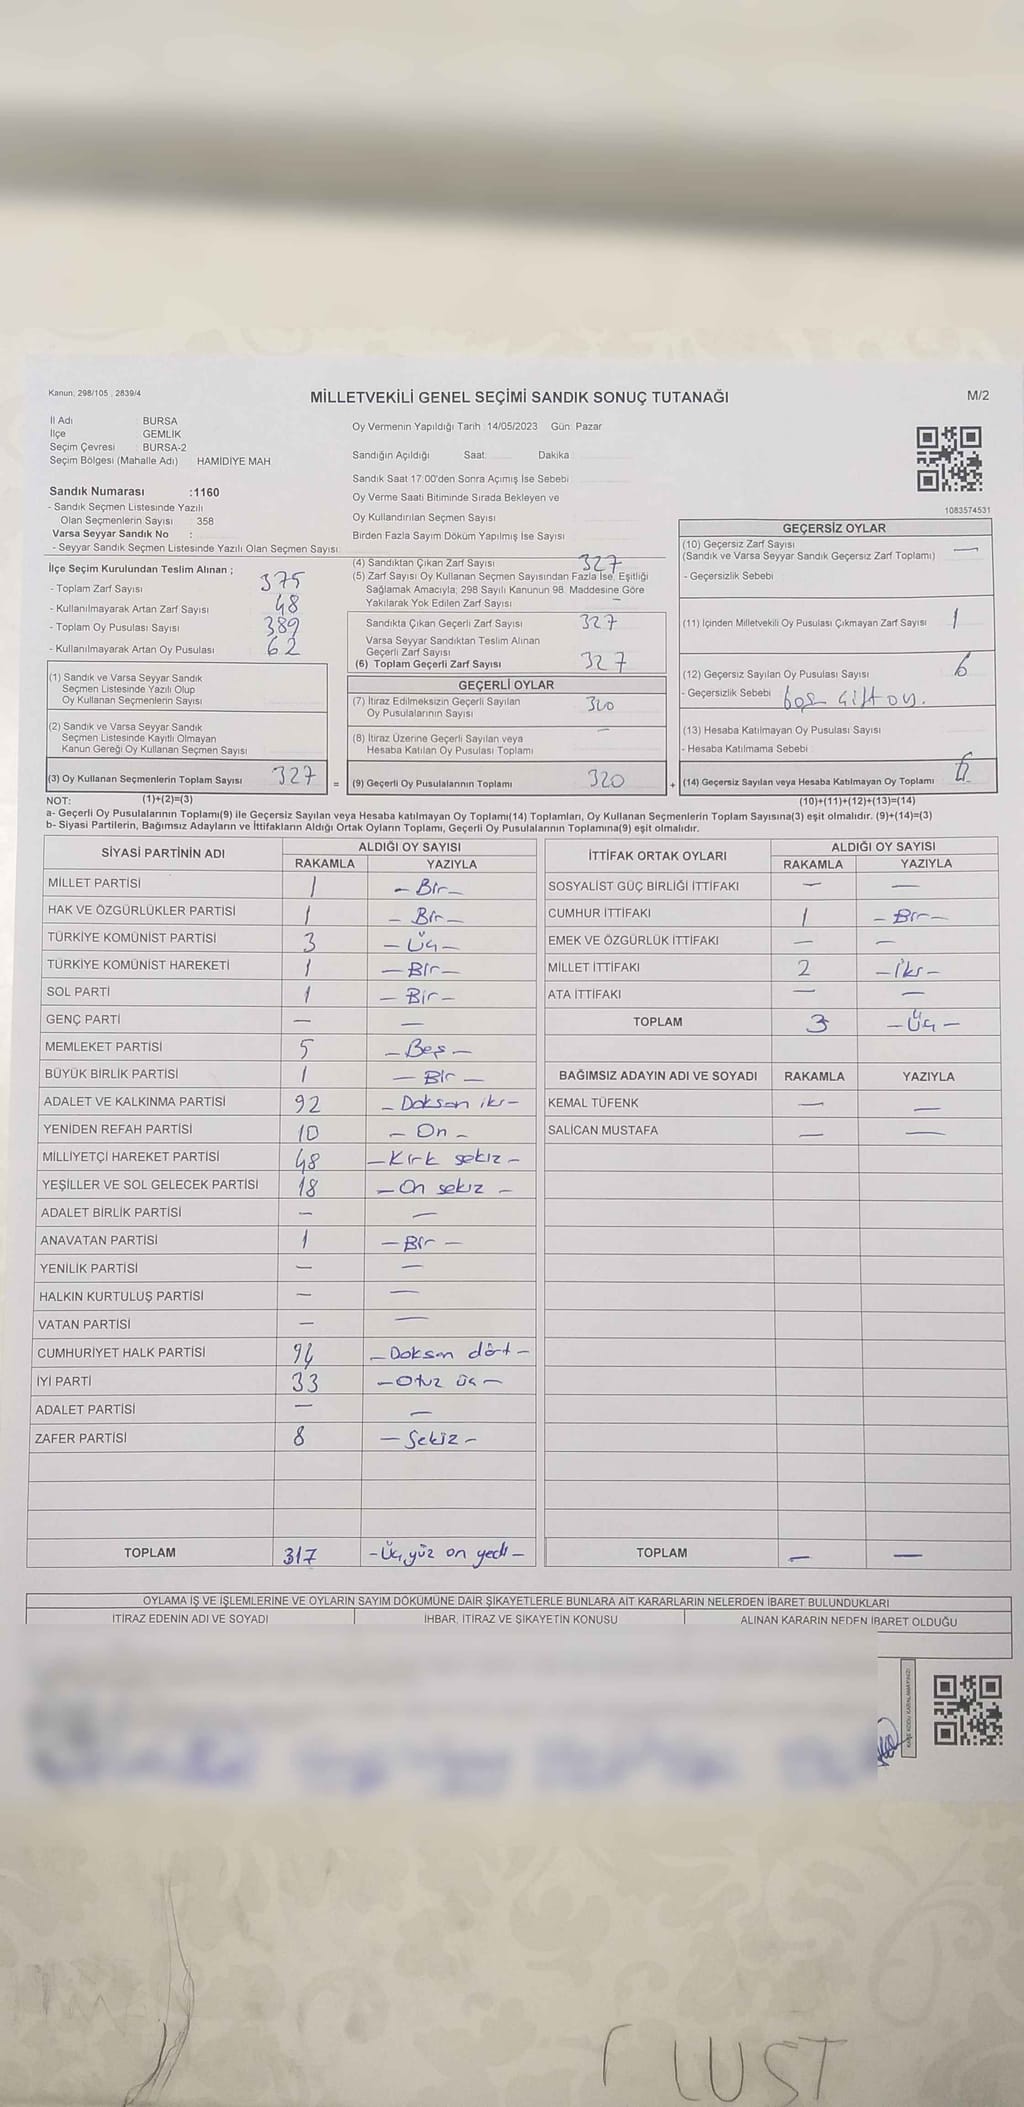 Kanun; 298/105 , 2839/4
MİLLETVEKİLİ GENEL SEÇİMİ SANDIK SONUÇ TUTANAĞI
M/2
İl Adı BURSA
İlçe : GEMLİK
Seçim Çevresi : BURSA-2
Seçim Bölgesi (Mahalle Adı) HAMİDİYE MAH.
Sandık Numarası :1160
- Sandık Seçmen Listesinde Yazılı
Olan Seçmenlerin Sayısı : 358
Varsa Seyyar Sandık No :
- Seyyar Sandık Seçmen Listesinde Yazılı Olan Seçmen Sayısı:
İlçe Seçim Kurulundan Teslim Alınan ;
- Toplam Zarf Sayısı 375
- Kullanılmayarak Artan Zarf Sayısı 48
- Toplam Oy Pusulası Sayısı 389
- Kullanılmayarak Artan Oy Pusulası 62
(1) Sandık ve Varsa Seyyar Sandık
Seçmen Listesinde Yazılı Olup
Oy Kullanan Seçmenlerin Sayısı
(2) Sandık ve Varsa Seyyar Sandık
Seçmen Listesinde Kayıtlı Olmayan
Kanun Gereği Oy Kullanan Seçmen Sayısı
(3) Oy Kullanan Seçmenlerin Toplam Sayısı 327 =
Oy Vermenin Yapıldığı Tarih : 14/05/2023 Gün: Pazar
Sandığın Açıldığı Saat: Dakika:
Sandık Saat 17:00'den Sonra Açımış İse Sebebi
Oy Verme Saati Bitiminde Sırada Bekleyen ve
Oy Kullandırılan Seçmen Sayısı
Birden Fazla Sayım Döküm Yapılmış İse Sayısı
(4) Sandıktan Çıkan Zarf Sayısı 327
(5) Zarf Sayısı Oy Kullanan Seçmen Sayısından Fazla İse, Eşitliği
Sağlamak Amacıyla; 298 Sayılı Kanunun 98. Maddesine Göre
Yakılarak Yok Edilen Zarf Sayısı —
Sandıkta Çıkan Geçerli Zarf Sayısı 327
Varsa Seyyar Sandıktan Teslim Alınan
Geçerli Zarf Sayısı
(6) Toplam Geçerli Zarf Sayısı 327
GEÇERLİ OYLAR
(7) İtiraz Edilmeksizin Geçerli Sayılan
Oy Pusulalarının Sayısı 320
(8) İtiraz Üzerine Geçerli Sayılan veya
Hesaba Katılan Oy Pusulası Toplamı —
(9) Geçerli Oy Pusulalarının Toplamı 320 +
1083574531
GEÇERSİZ OYLAR
(10) Geçersiz Zarf Sayısı
(Sandık ve Varsa Seyyar Sandık Geçersiz Zarf Toplamı) —
- Geçersizlik Sebebi
(11) İçinden Milletvekili Oy Pusulası Çıkmayan Zarf Sayısı 1
(12) Geçersiz Sayılan Oy Pusulası Sayısı 6
- Geçersizlik Sebebi boş çift oy.
(13) Hesaba Katılmayan Oy Pusulası Sayısı
- Hesaba Katılmama Sebebi
(14) Geçersiz Sayılan veya Hesaba Katılmayan Oy Toplamı
NOT: (1)+(2)=(3) (10)+(11)+(12)+(13)=(14)
a- Geçerli Oy Pusulasının Toplamı(9) ile Geçersiz Sayılan veya Hesaba Katılmayan Oy Toplamı(14) Toplamları, Oy Kullanan Seçmenlerin Toplam Sayısına(3) eşit olmalıdır. (9)+(14)=(3)
b- Siyasi Partilerin, Bağımsız Adayların ve İttifakların Aldığı Ortak Oyların Toplamı, Geçerli Oy Pusulalarının Toplamına(9) eşit olmalıdır.
SİYASİ PARTİNİN ADI ALDIĞI OY SAYISI
RAKAMLA YAZIYLA
MİLLET PARTİSİ 1 — Bir —
HAK VE ÖZGÜRLÜKLER PARTİSİ 1 — Bir —
TÜRKİYE KOMÜNİST PARTİSİ 3 — Üç —
TÜRKİYE KOMÜNİST HAREKETİ 1 — Bir —
SOL PARTİ 1 — Bir —
GENÇ PARTİ — —
MEMLEKET PARTİSİ 5 — Beş —
BÜYÜK BİRLİK PARTİSİ 1 — Bir —
ADALET VE KALKINMA PARTİSİ 92 — Doksan iki —
YENİDEN REFAH PARTİSİ 10 — On —
MİLLİYETÇİ HAREKET PARTİSİ 48 — Kırk sekiz —
YEŞİLLER VE SOL GELECEK PARTİSİ 18 — On sekiz —
ADALET BİRLİK PARTİSİ — —
ANAVATAN PARTİSİ 1 — Bir —
YENİLİK PARTİSİ — —
HALKIN KURTULUŞ PARTİSİ — —
VATAN PARTİSİ — —
CUMHURİYET HALK PARTİSİ 94 — Doksan dört —
İYİ PARTİ 33 — Otuz üç —
ADALET PARTİSİ — —
ZAFER PARTİSİ 8 — Sekiz —
TOPLAM 317 — Üç yüz on yedi —
İTTİFAK ORTAK OYLARI ALDIĞI OY SAYISI
RAKAMLA YAZIYLA
SOSYALİST GÜÇ BİRLİĞİ İTTİFAKI — —
CUMHUR İTTİFAKI 1 — Bir —
EMEK VE ÖZGÜRLÜK İTTİFAKI — —
MİLLET İTTİFAKI 2 — İki —
ATA İTTİFAKI — —
TOPLAM 3 — Üç —
BAĞIMSIZ ADAYIN ADI VE SOYADI RAKAMLA YAZIYLA
KEMAL TÜFENK — —
SALİCAN MUSTAFA — —
TOPLAM — —
OYLAMA İŞ VE İŞLEMLERİNE VE OYLARIN SAYIM DÖKÜMÜNE DAİR ŞİKAYETLERLE BUNLARA AİT KARARLARIN NELERDEN İBARET BULUNDUKLARI
İTİRAZ EDENİN ADI VE SOYADI İHBAR, İTİRAZ VE ŞİKAYETİN KONUSU ALINAN KARARIN NEDEN İBARET OLDUĞU
KARE KODU KARALAMAYINIZ!
LUST